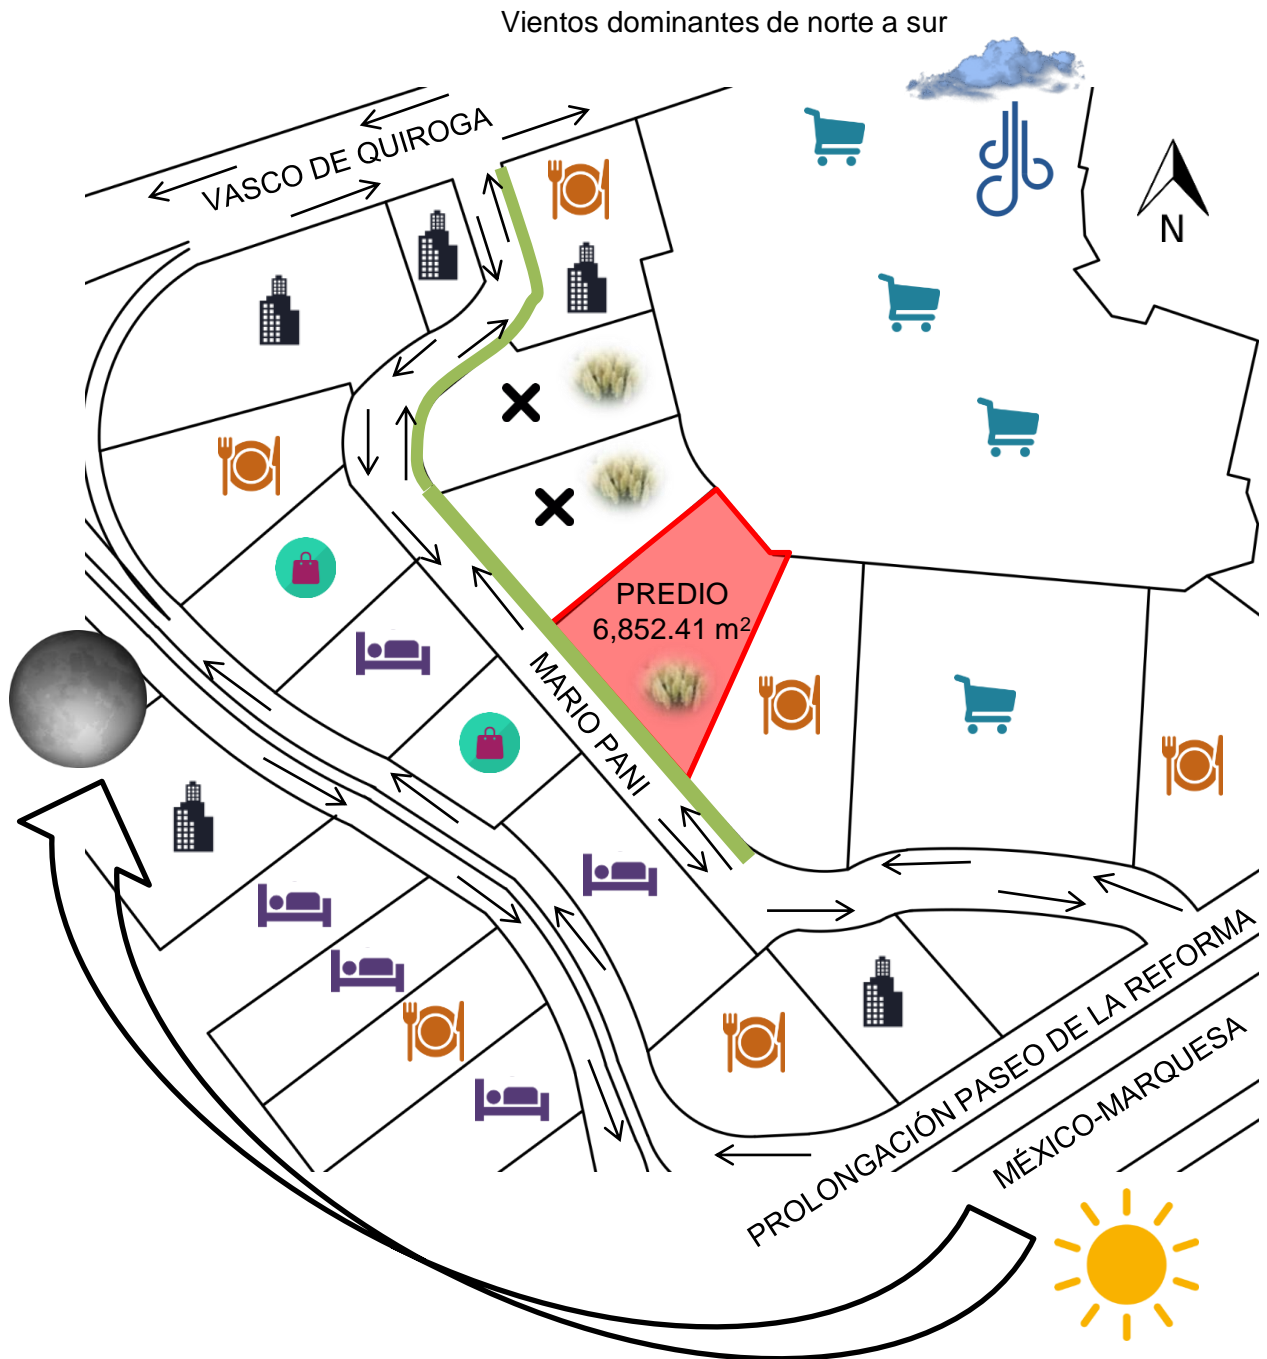 Vientos dominantes de norte a sur
VASCO DE QUIROGA
N
PREDIO
6,852.41 m²
MARIO PANI
PROLONGACIÓN PASEO DE LA REFORMA
MÉXICO-MARQUESA